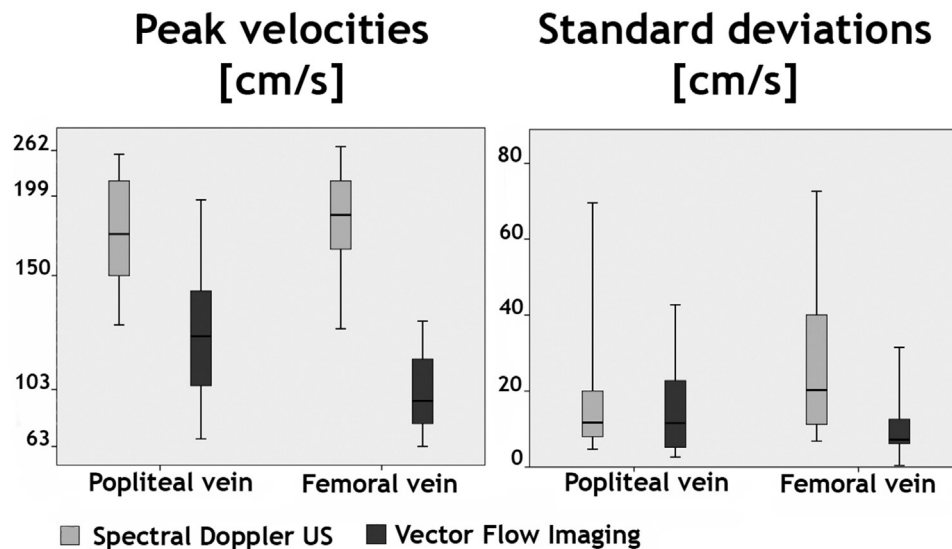 Peak velocities
[cm/s]
Standard deviations
[cm/s]
262
199
150
103
63
Popliteal vein
Femoral vein
80
60
40
20
0
Popliteal vein
Femoral vein
Spectral Doppler US
Vector Flow Imaging